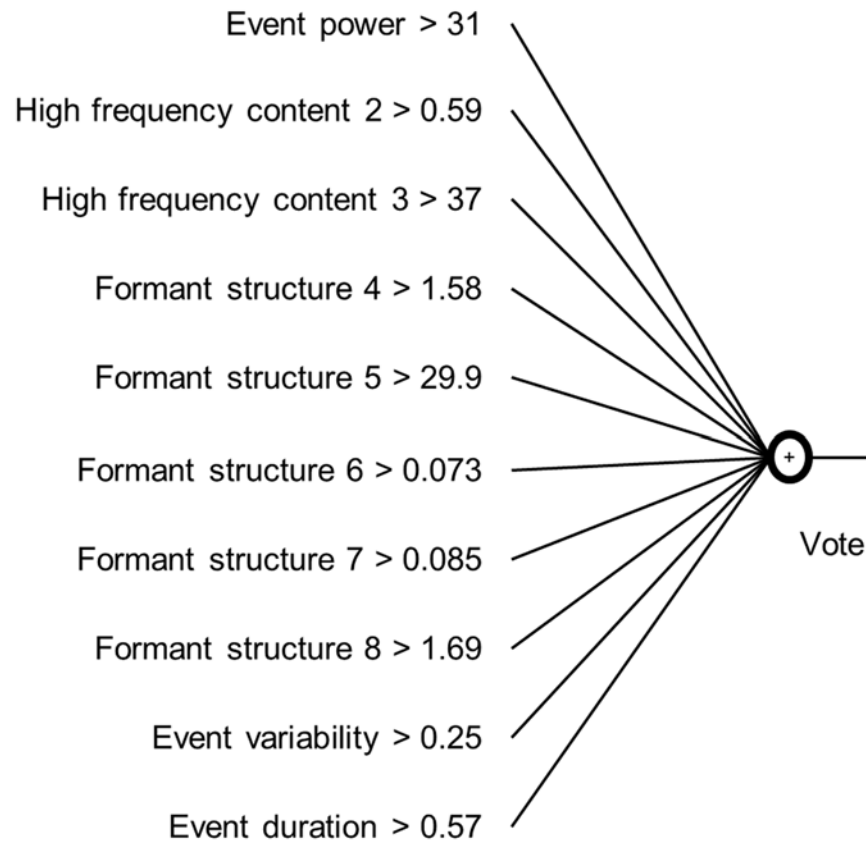 Event power > 31
High frequency content 2 > 0.59
High frequency content 3 > 37
Formant structure 4 > 1.58
Formant structure 5 > 29.9
Formant structure 6 > 0.073
+
Formant structure 7 > 0.085
Vote
Formant structure 8 > 1.69
Event variability > 0.25
Event duration > 0.57